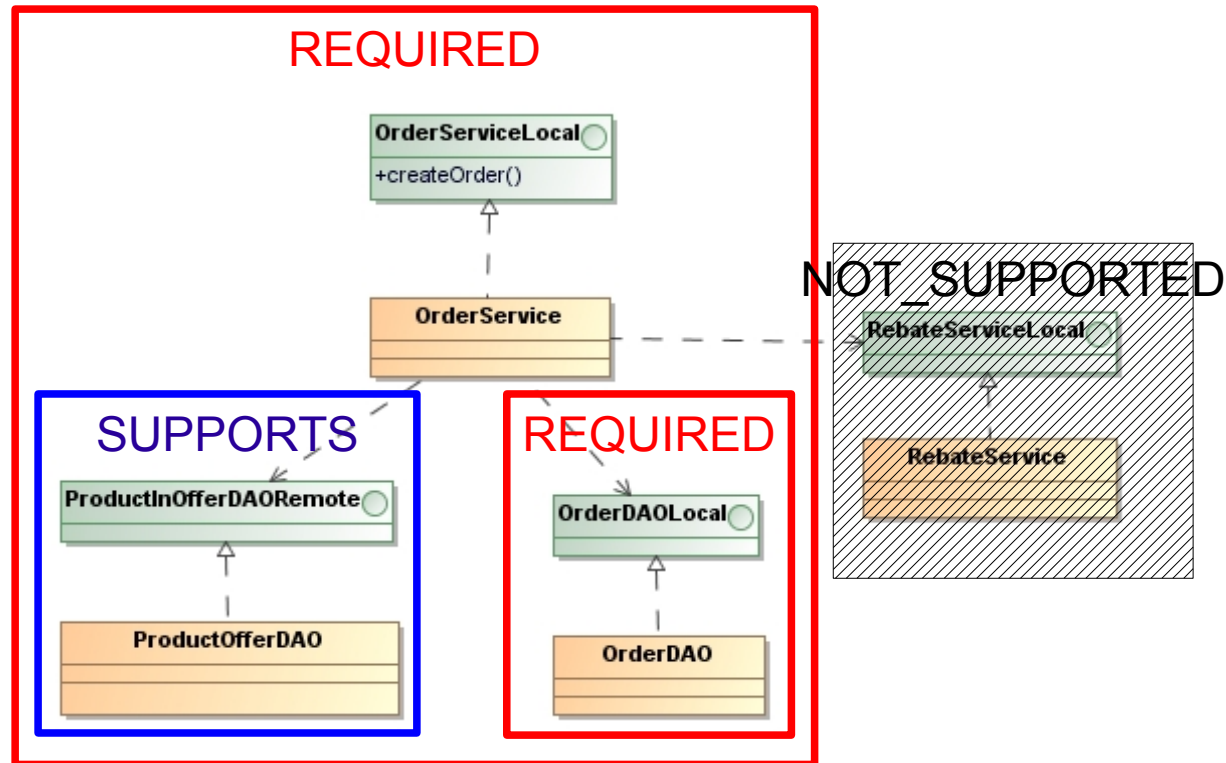 REQUIRED
OrderServiceLocal
+createOrder()
NOT_SUPPORTED
OrderService
RebateServiceLocal
SUPPORTS
REQUIRED
RebateService
ProductInOfferDAORemote
OrderDAOLocal
ProductOfferDAO
OrderDAO